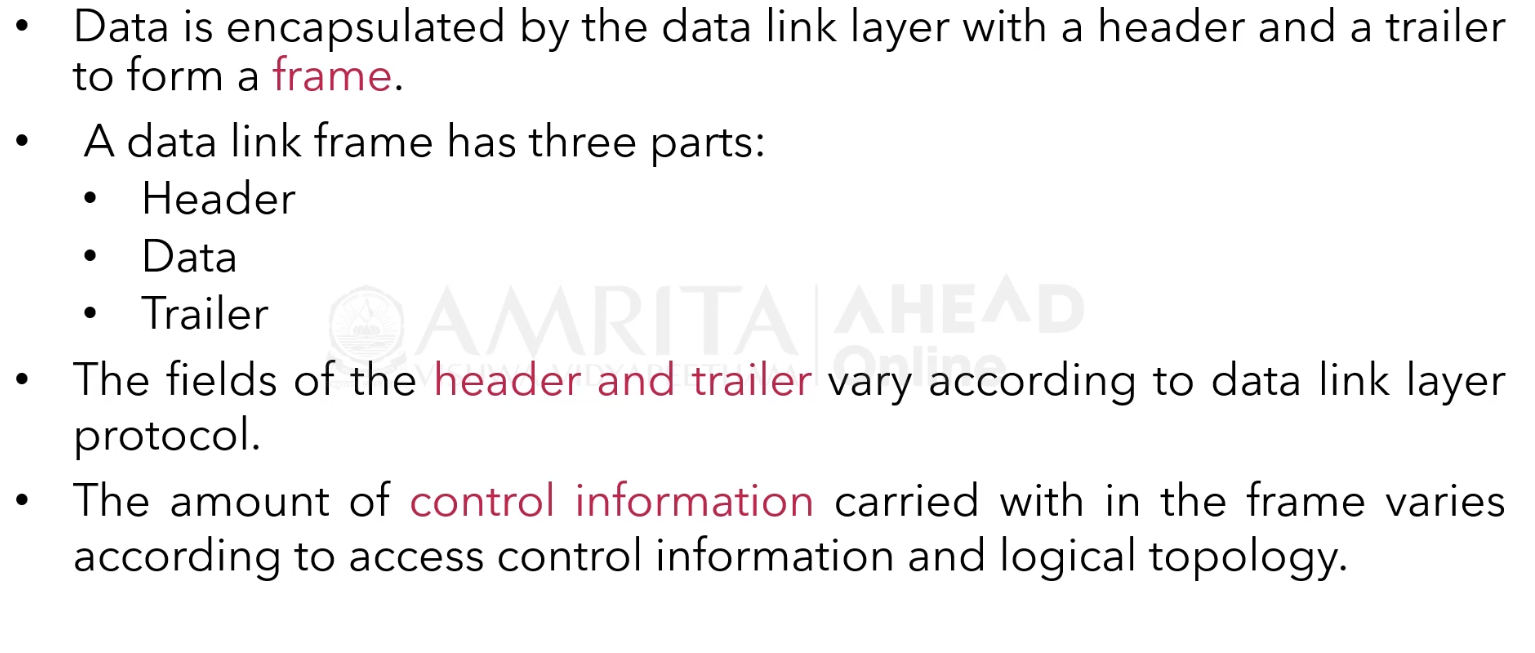 • Data is encapsulated by the data link layer with a header and a trailer
to form a frame.
• A data link frame has three parts:
• Header
• Data
• Trailer
AMRITA AHEAD
VISHWA VIDYAPEETHAM Online
• The fields of the header and trailer vary according to data link layer
protocol.
• The amount of control information carried with in the frame varies
according to access control information and logical topology.